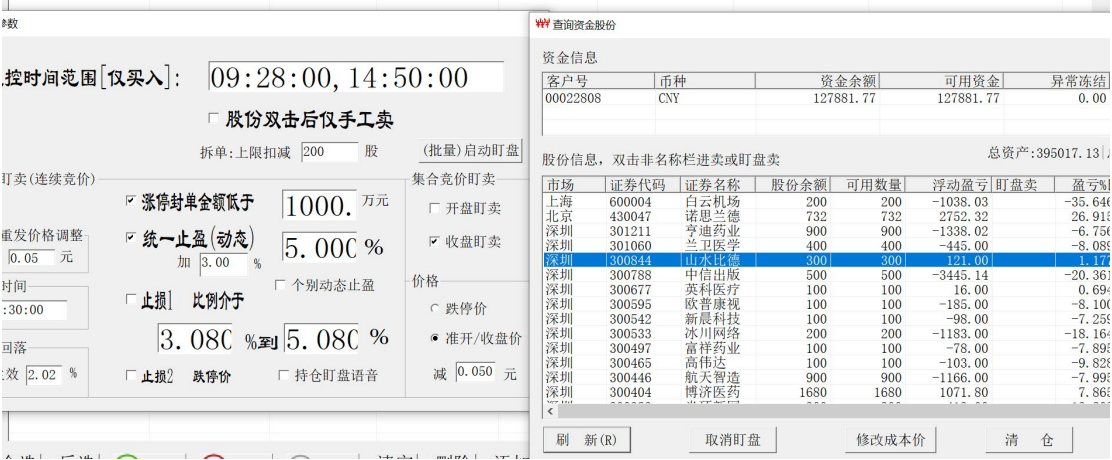 参数
控时间范围[仅买入]:
09:28:00,14:50:00
股份双击后仅手工卖
拆单:上限扣减 200 股
(批量)启动盯卖
盯卖(连续竞价)
涨停封单金额低于 1000. 万元
重发价格调整
0.05 元
统一止盈(动态) 5.000 %
加 3.00 %
时间
:30:00
个别动态止盈
止损1 比例介于
3.080 %到 5.080 %
回落
效 2.02 %
止损2 跌停价
持仓盯盘语音
集合竞价盯卖
开盘盯卖
收盘盯卖
价格
跌停价
准开/收盘价
减 0.050 元
查询资金股份
资金信息
客户号 币种 资金余额 可用资金 异常冻结
00022808 CNY 127881.77 127881.77 0.00
股份信息，双击非名称栏进卖或盯盘卖
总资产:395017.13
市场 证券代码 证券名称 股份余额 可用数量 浮动盈亏 盯盘卖 盈亏%
上海 600004 白云机场 200 200 -1038.03 -35.646
北京 430047 诺思兰德 732 732 2752.32 26.915
深圳 301211 亨迪药业 900 900 -1338.02 -6.756
深圳 301060 兰卫医学 400 400 -445.00 -8.089
深圳 300844 山水比德 300 300 121.00 1.177
深圳 300788 中信出版 500 500 -3445.14 -20.361
深圳 300677 英科医疗 100 100 16.00 0.694
深圳 300595 欧普康视 100 100 -185.00 -8.100
深圳 300542 新晨科技 100 100 -98.00 -7.259
深圳 300533 冰川网络 200 200 -1183.00 -18.164
深圳 300497 富祥药业 100 100 -78.00 -7.895
深圳 300465 高伟达 100 100 -103.00 -9.828
深圳 300446 航天智造 900 900 -1166.00 -7.995
深圳 300404 博济医药 1680 1680 1071.80 7.865
刷 新(R) 取消盯盘 修改成本价 清 仓